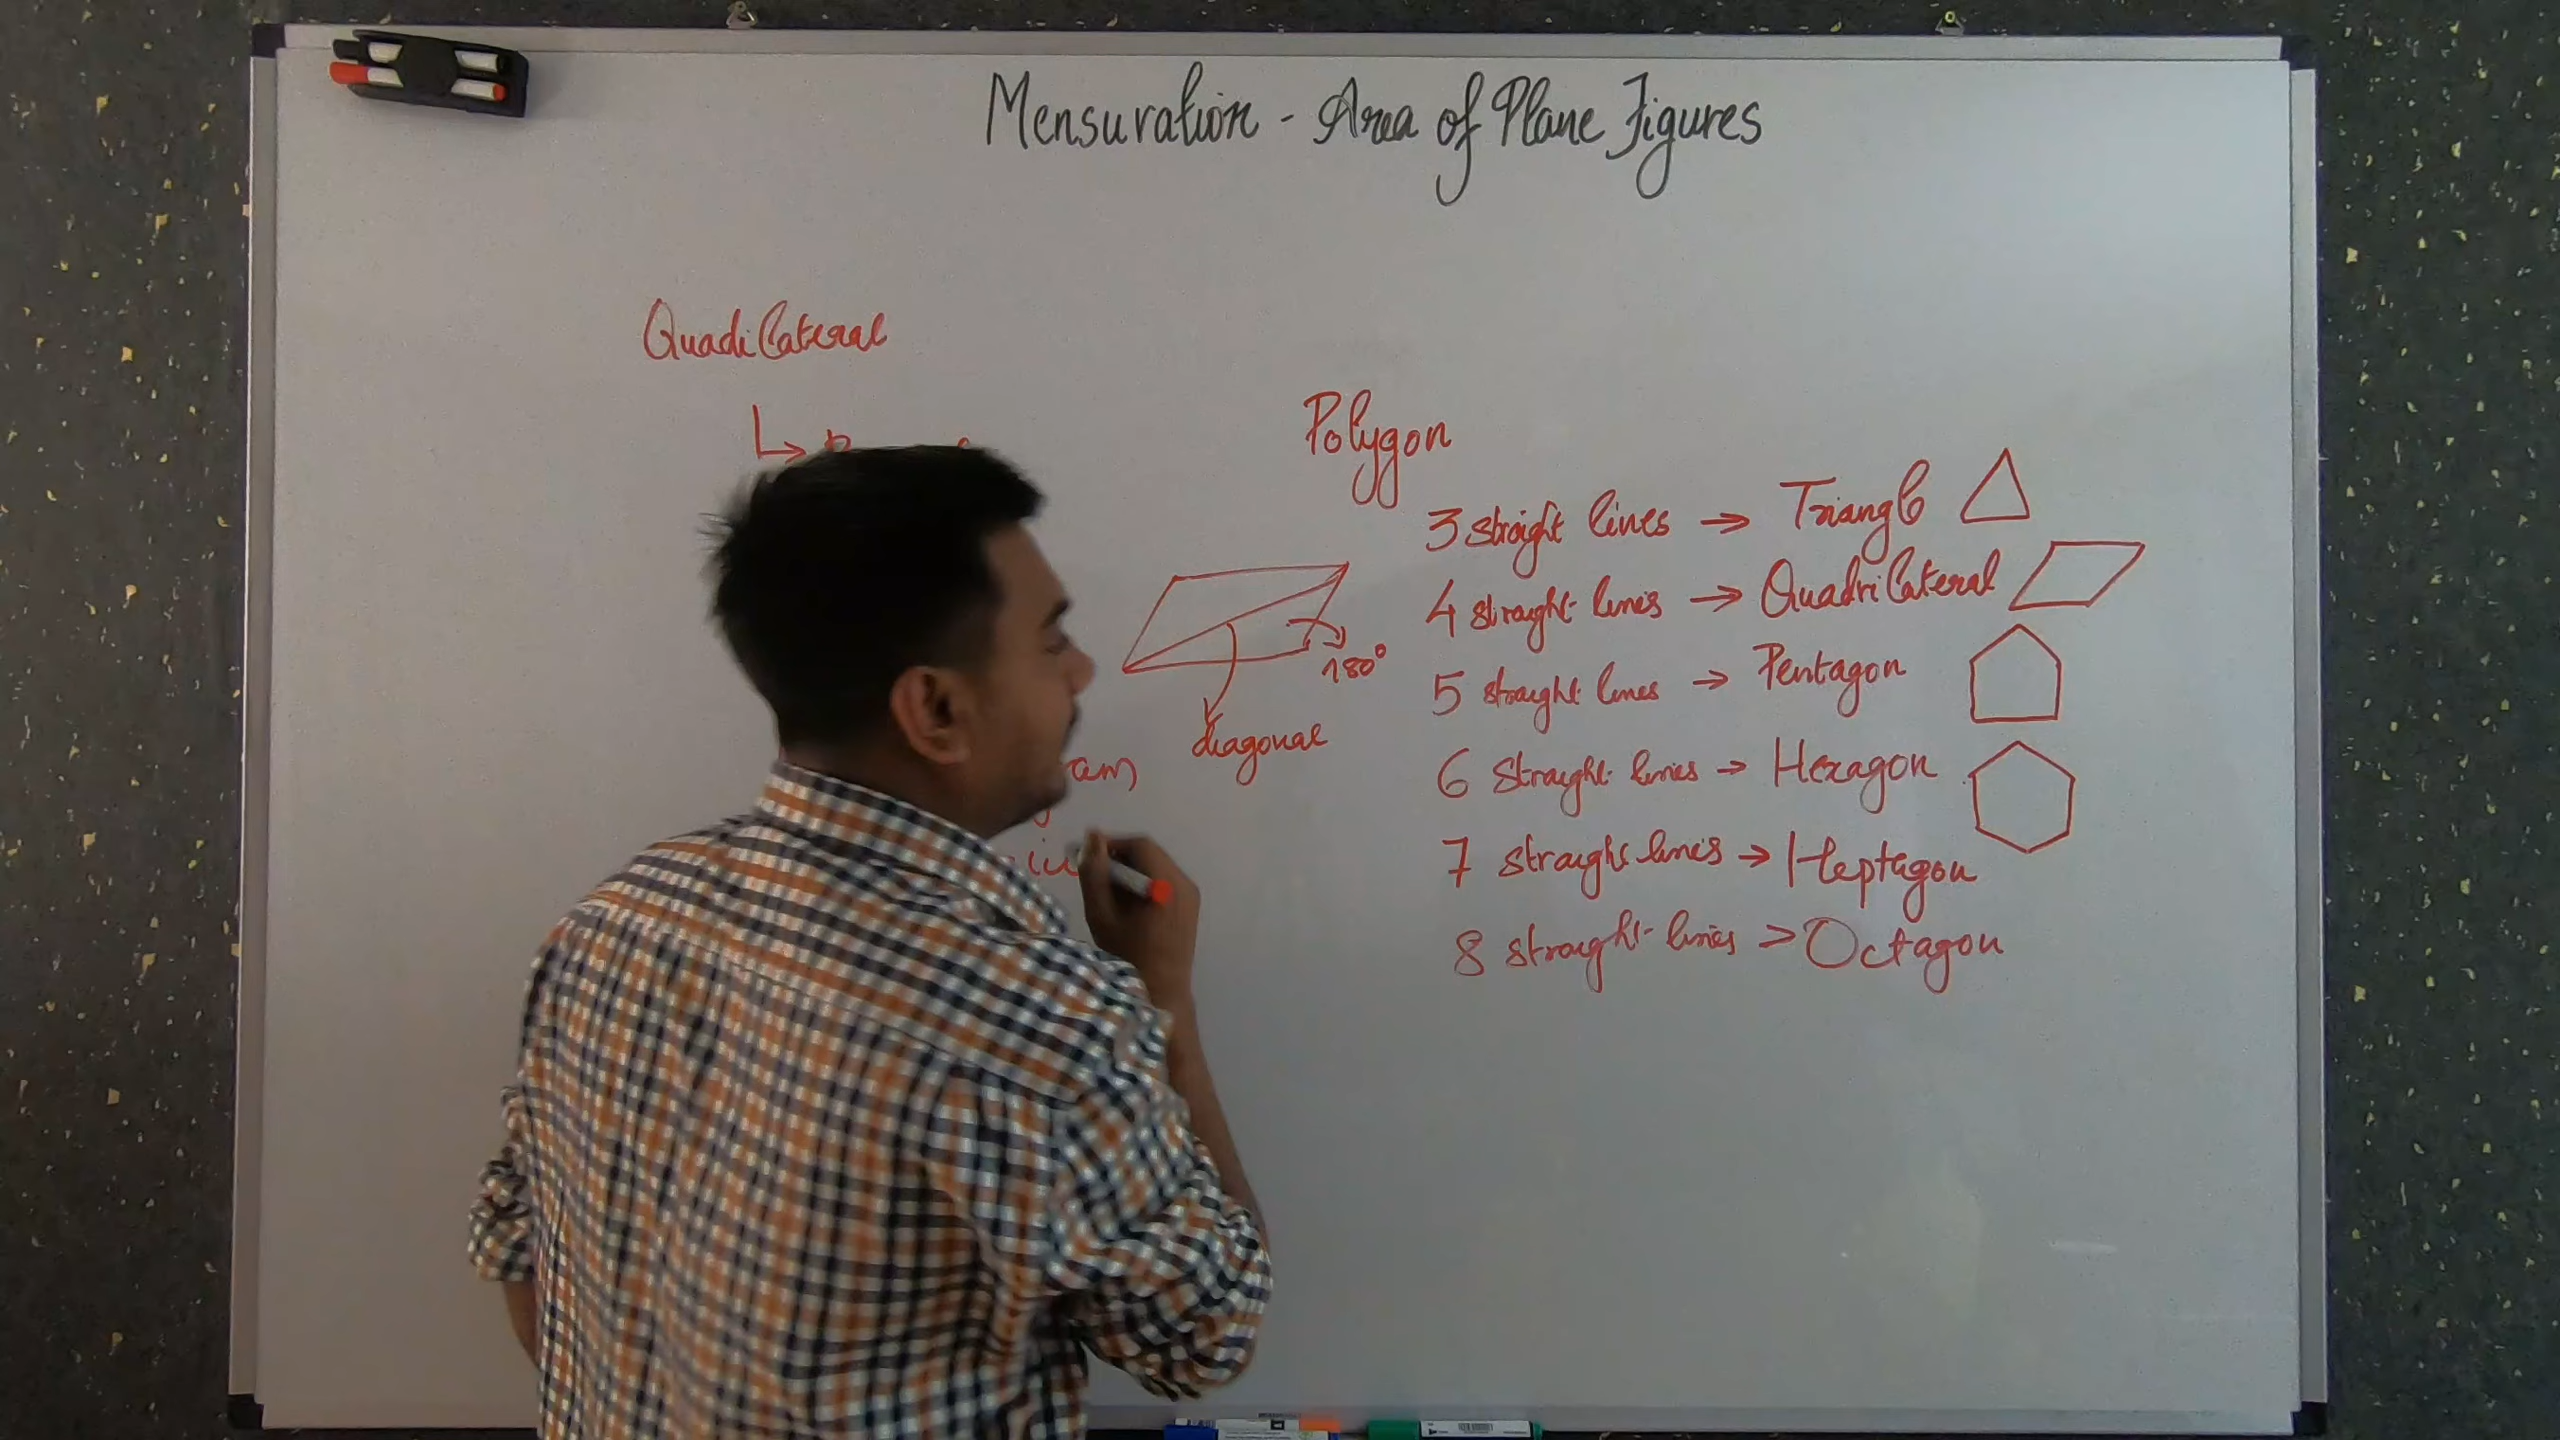 Mensuration - Area of Plane Figures
Quadilateral
Polygon
3 straight lines → Triangle
4 straight lines → Quadrilateral
5 straight lines → Pentagon
6 straight lines → Hexagon
7 straight lines → Heptagon
8 straight lines > Octagon
180°
diagonal